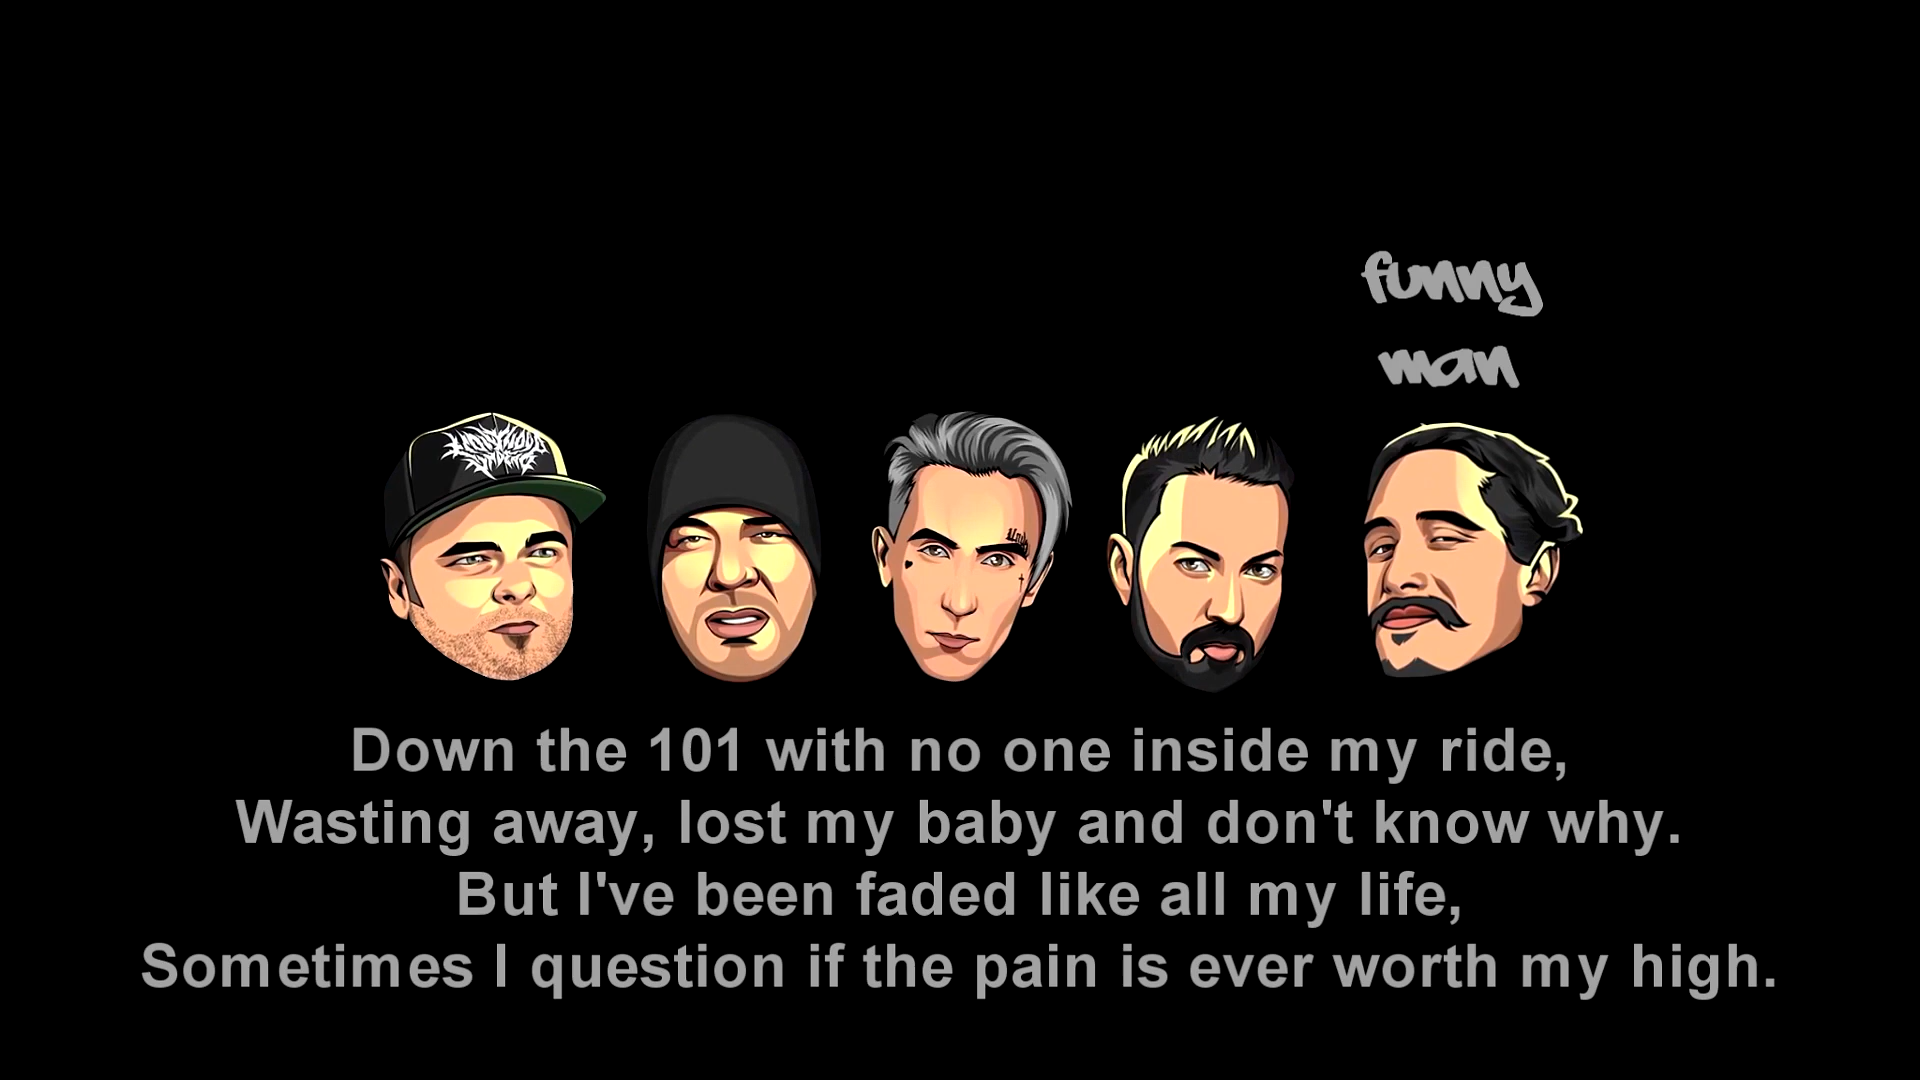 funny
man
HOLLYWOOD
UNDEAD
Down the 101 with no one inside my ride,
Wasting away, lost my baby and don't know why.
But I've been faded like all my life,
Sometimes I question if the pain is ever worth my high.